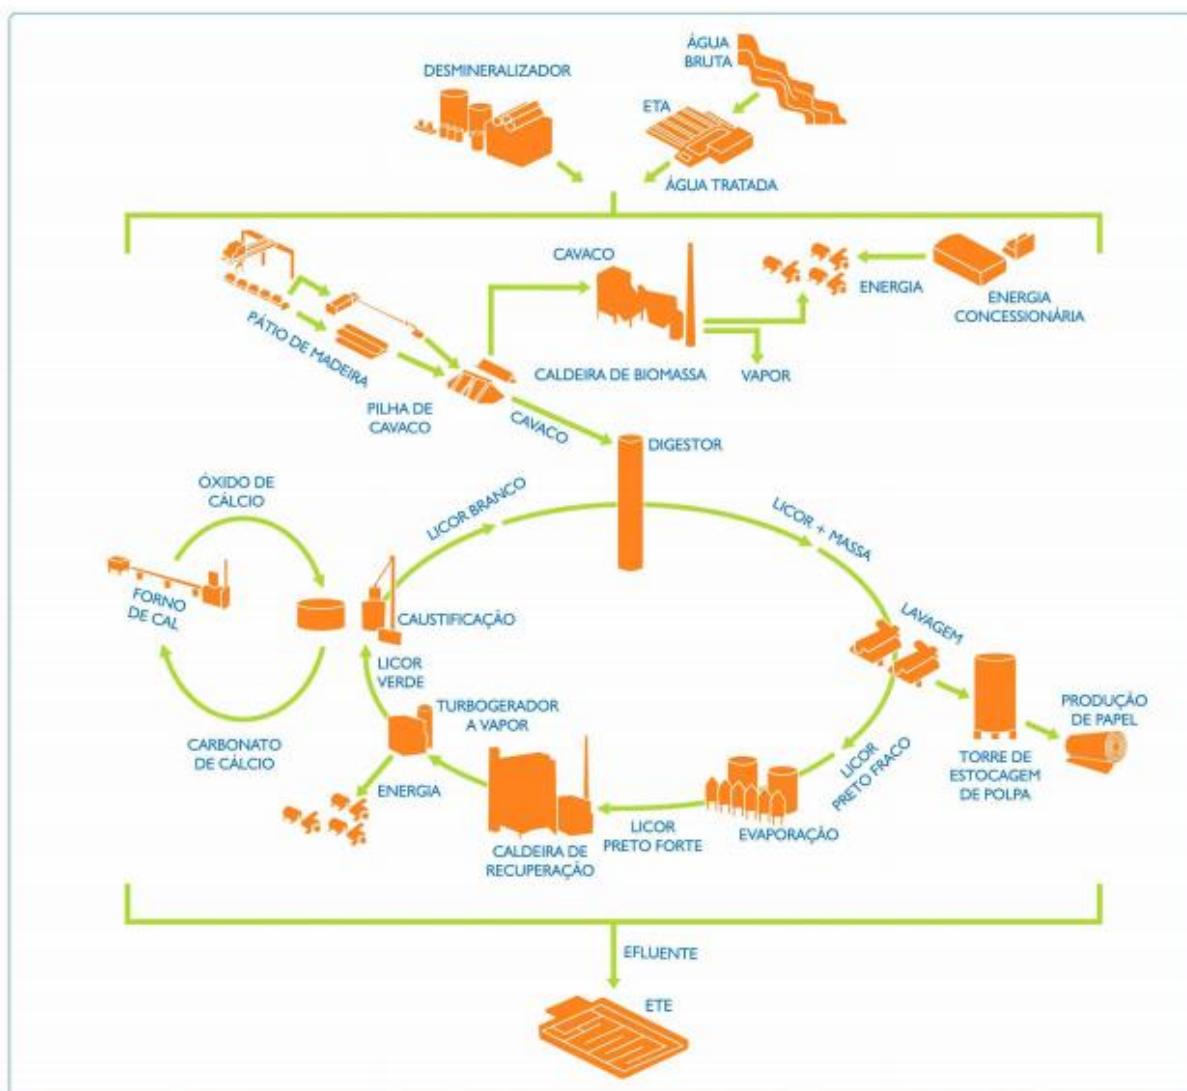 DESMINERALIZADOR
ÁGUA
BRUTA
ETA
ÁGUA TRATADA
CAVACO
ENERGIA
ENERGIA
CONCESSIONÁRIA
PÁTIO DE MADEIRA
CALDEIRA DE BIOMASSA
VAPOR
PILHA DE
CAVACO
CAVACO
DIGESTOR
ÓXIDO DE
CÁLCIO
LICOR BRANCO
LICOR + MASSA
FORNO
DE CAL
CAUSTIFICAÇÃO
LAVAGEM
LICOR
VERDE
TURBOGERADOR
A VAPOR
PRODUÇÃO
DE PAPEL
CARBONATO
DE CÁLCIO
LICOR
PRETO FRACO
TORRE DE
ESTOCAGEM
DE POLPA
ENERGIA
LICOR
PRETO FORTE
EVAPORAÇÃO
CALDEIRA DE
RECUPERAÇÃO
EFLUENTE
ETE